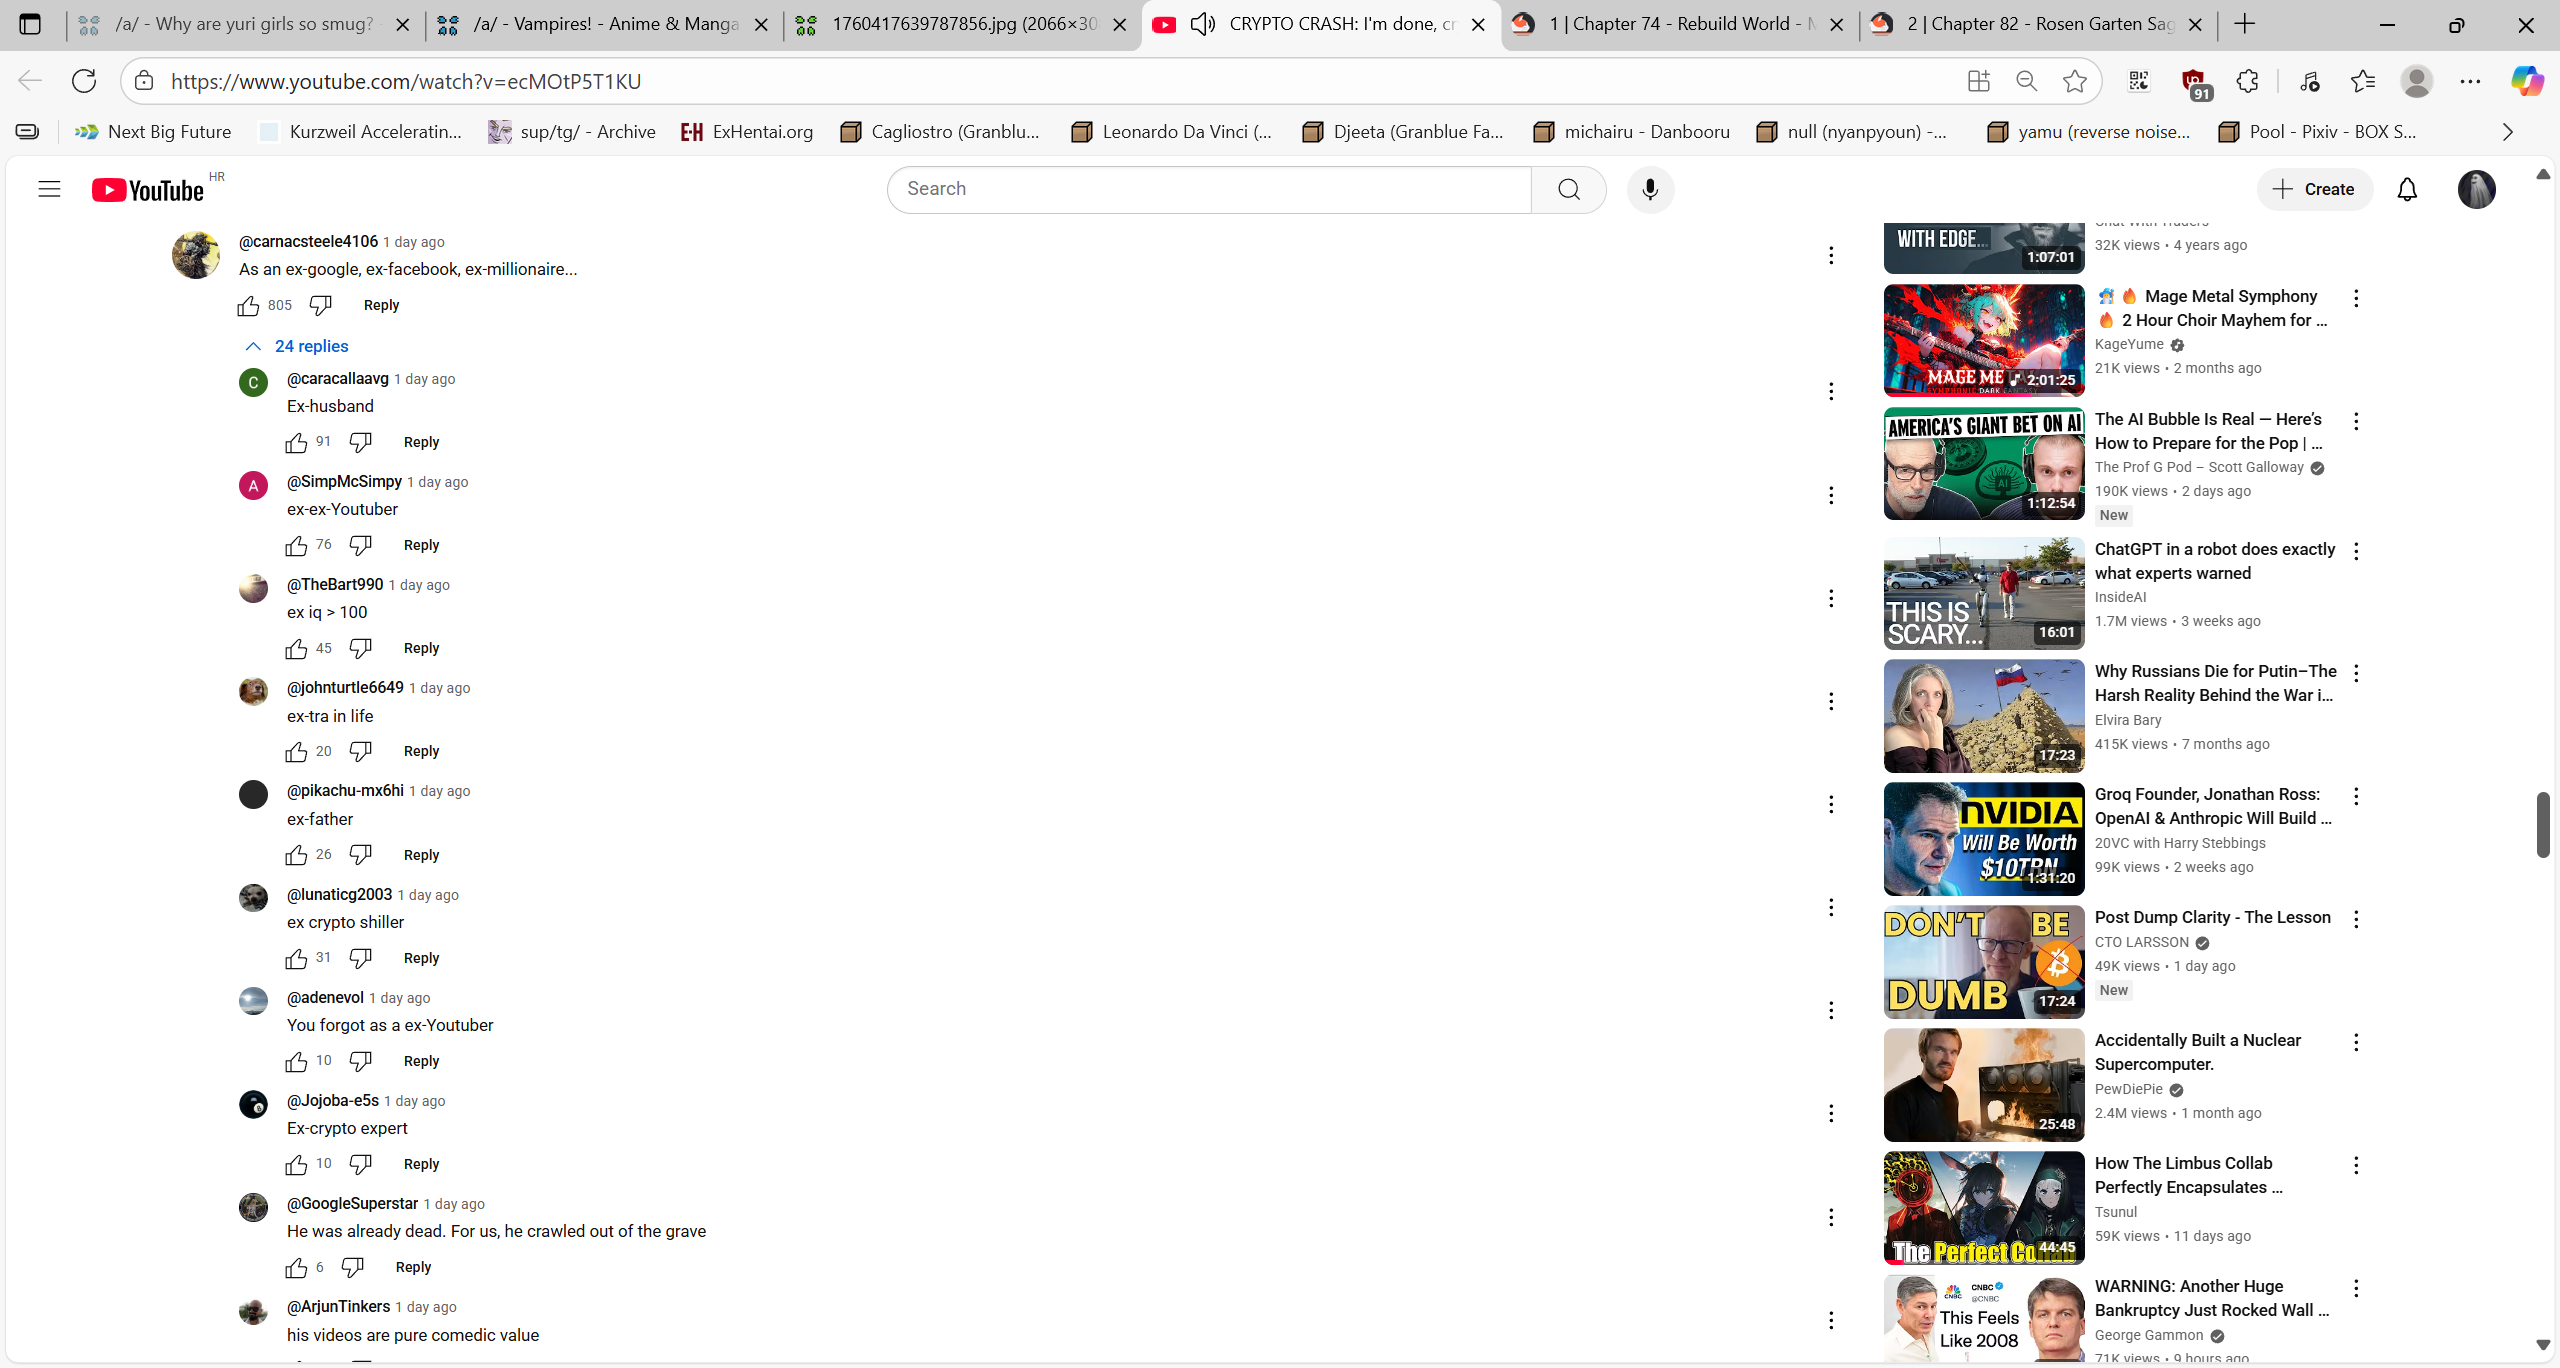 /a/ - Why are yuri girls so smug?
/a/ - Vampires! - Anime & Manga
1760417639787856.jpg (2066×30
CRYPTO CRASH: I'm done, cr
1 | Chapter 74 - Rebuild World - M
2 | Chapter 82 - Rosen Garten Sag
https://www.youtube.com/watch?v=ecMOtP5T1KU
91
Next Big Future
Kurzweil Acceleratin...
sup/tg/ - Archive
E-H ExHentai.org
Cagliostro (Granblu...
Leonardo Da Vinci (...
Djeeta (Granblue Fa...
michairu - Danbooru
null (nyanpyoun) -...
yamu (reverse noise...
Pool - Pixiv - BOX S...
YouTube HR
Search
Create
@carnacsteele4106 1 day ago
As an ex-google, ex-facebook, ex-millionaire...
805 Reply
24 replies
C
@caracallaavg 1 day ago
Ex-husband
91 Reply
A
@SimpMcSimpy 1 day ago
ex-ex-Youtuber
76 Reply
@TheBart990 1 day ago
ex iq > 100
45 Reply
@johnturtle6649 1 day ago
ex-tra in life
20 Reply
@pikachu-mx6hi 1 day ago
ex-father
26 Reply
@lunaticg2003 1 day ago
ex crypto shiller
31 Reply
@adenevol 1 day ago
You forgot as a ex-Youtuber
10 Reply
@Jojoba-e5s 1 day ago
Ex-crypto expert
10 Reply
@GoogleSuperstar 1 day ago
He was already dead. For us, he crawled out of the grave
6 Reply
@ArjunTinkers 1 day ago
his videos are pure comedic value
WITH EDGE...
1:07:01
Chat With Traders
32K views • 4 years ago
MAGE ME
2:01:25
Mage Metal Symphony
2 Hour Choir Mayhem for ...
KageYume
21K views • 2 months ago
AMERICA'S GIANT BET ON AI
AI
1:12:54
The AI Bubble Is Real — Here's
How to Prepare for the Pop | ...
The Prof G Pod – Scott Galloway
190K views • 2 days ago
New
THIS IS
SCARY...
16:01
ChatGPT in a robot does exactly
what experts warned
InsideAI
1.7M views • 3 weeks ago
17:23
Why Russians Die for Putin–The
Harsh Reality Behind the War i...
Elvira Bary
415K views • 7 months ago
NVIDIA
Will Be Worth
$10TRN
1:31:20
Groq Founder, Jonathan Ross:
OpenAI & Anthropic Will Build ...
20VC with Harry Stebbings
99K views • 2 weeks ago
DON'T BE
DUMB
17:24
Post Dump Clarity - The Lesson
CTO LARSSON
49K views • 1 day ago
New
25:48
Accidentally Built a Nuclear
Supercomputer.
PewDiePie
2.4M views • 1 month ago
The Perfect Co
44:45
How The Limbus Collab
Perfectly Encapsulates ...
Tsunul
59K views • 11 days ago
CNBC
CNBC
@CNBC
This Feels
Like 2008
WARNING: Another Huge
Bankruptcy Just Rocked Wall ...
George Gammon
71K views • 9 hours ago